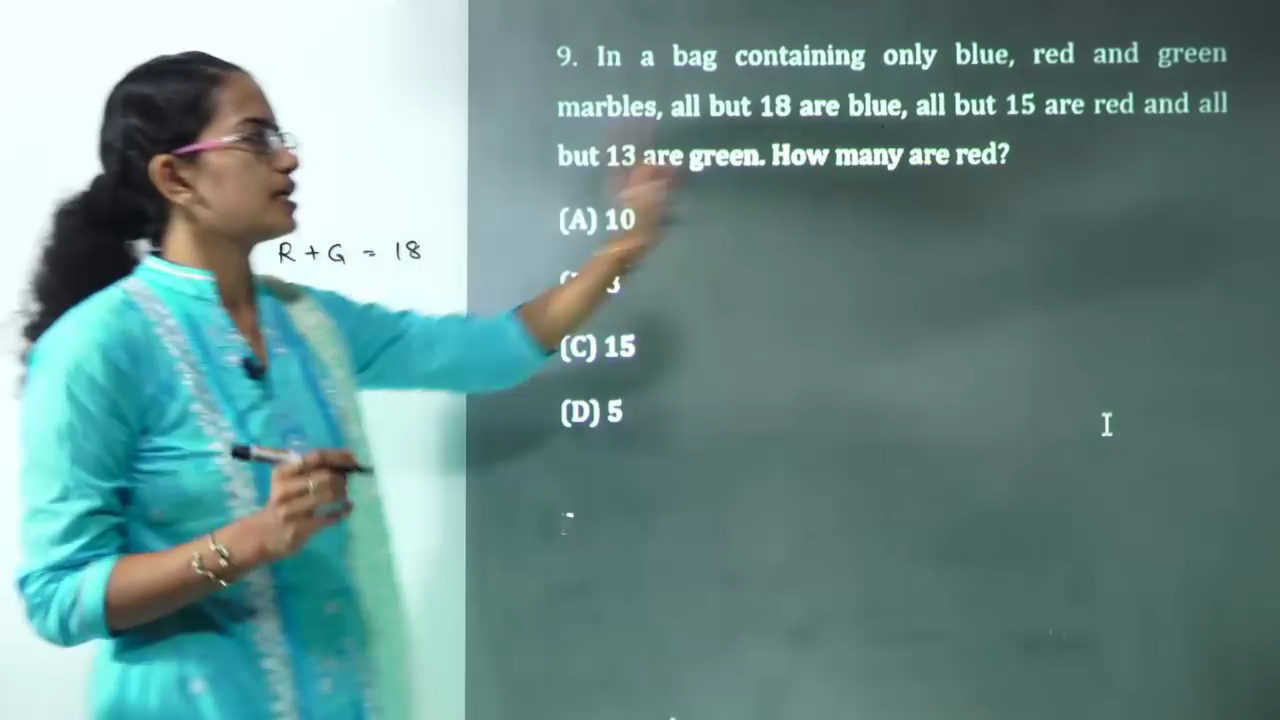 9. In a bag containing only blue, red and green
marbles, all but 18 are blue, all but 15 are red and all
but 13 are green. How many are red?
(A) 10
R + G = 18
(C) 15
(D) 5